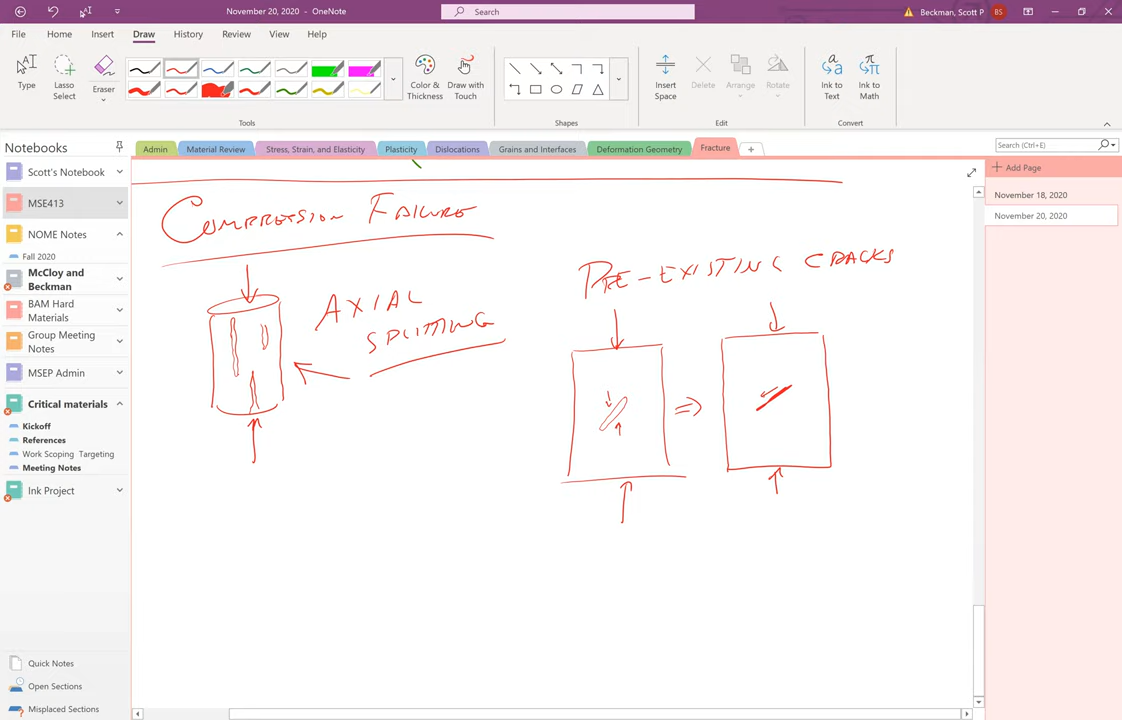 November 20, 2020 - OneNote
Search
Beckman, Scott P
BS
File Home Insert Draw History Review View Help
Type
Lasso Select
Eraser
Color & Thickness
Draw with Touch
Insert Space
Delete
Arrange
Rotate
Ink to Text
Ink to Math
Tools
Shapes
Edit
Convert
Notebooks
Admin
Material Review
Stress, Strain, and Elasticity
Plasticity
Dislocations
Grains and Interfaces
Deformation Geometry
Fracture
Search (Ctrl+E)
Scott's Notebook
MSE413
NOME Notes
Fall 2020
McCloy and Beckman
BAM Hard Materials
Group Meeting Notes
MSEP Admin
Critical materials
Kickoff
References
Work Scoping Targeting
Meeting Notes
Ink Project
Quick Notes
Open Sections
Misplaced Sections
Add Page
November 18, 2020
November 20, 2020
COMPRESSION FAILURE
AXIAL
SPLITTING
PRE-EXISTING CRACKS